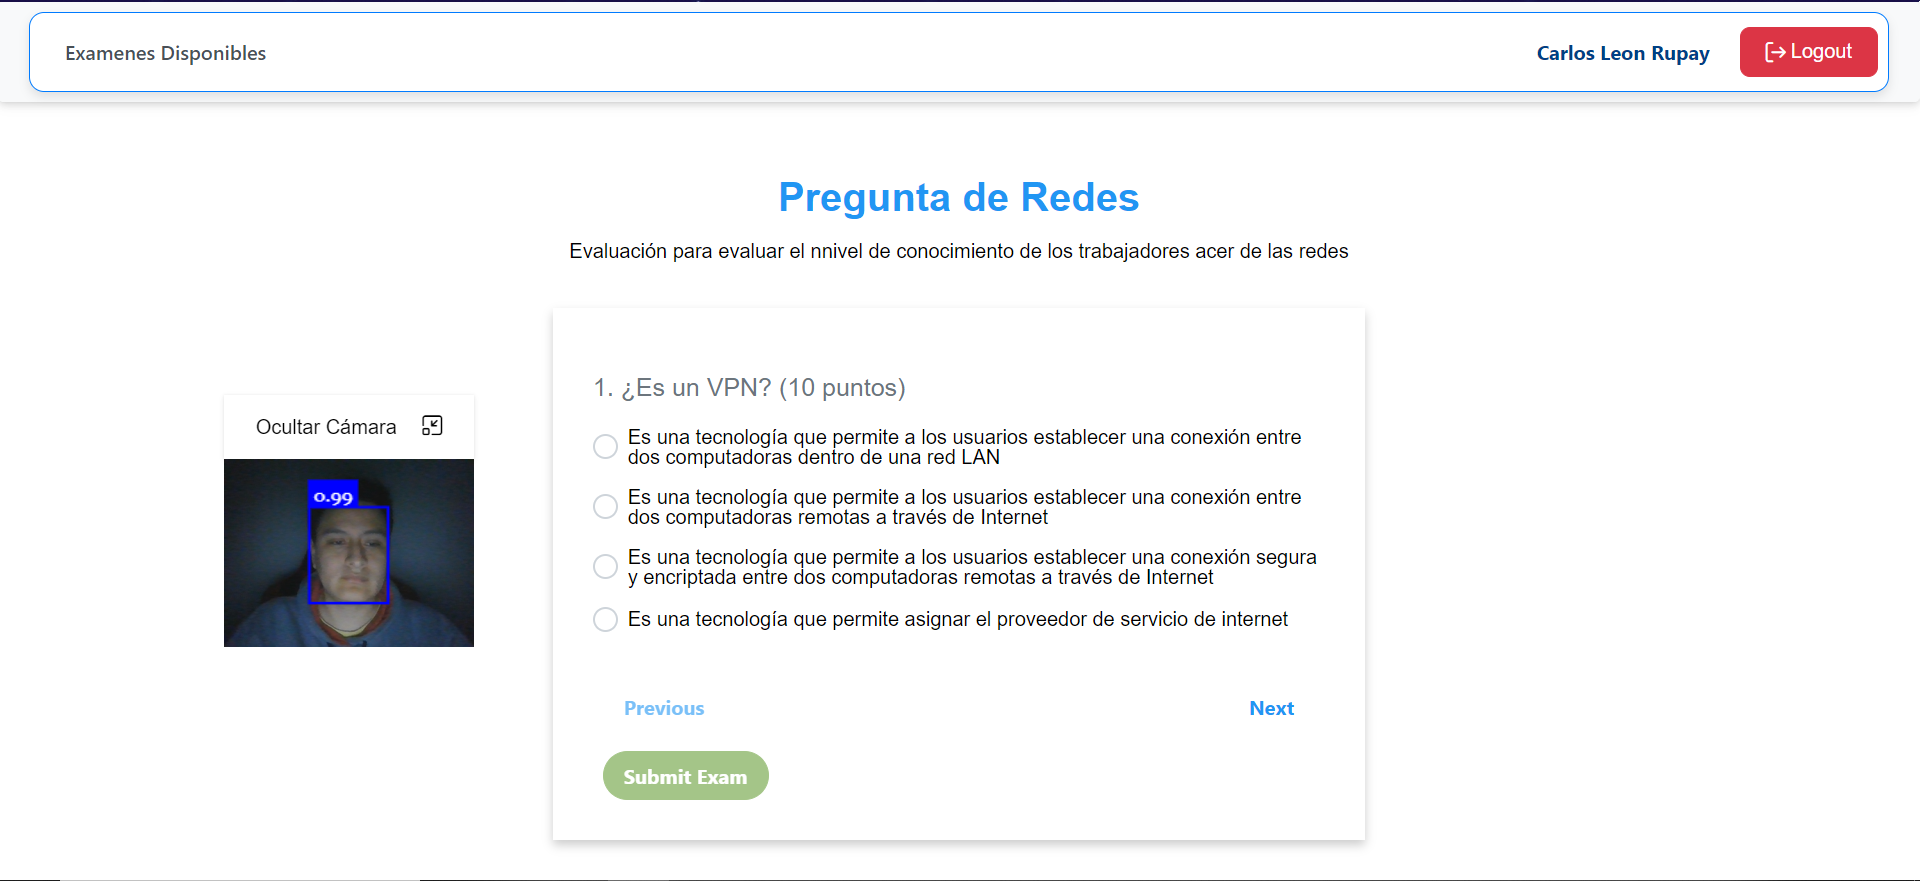 Examenes Disponibles
Carlos Leon Rupay
Logout
Pregunta de Redes
Evaluación para evaluar el nnivel de conocimiento de los trabajadores acer de las redes
Ocultar Cámara
0.99
1. ¿Es un VPN? (10 puntos)
Es una tecnología que permite a los usuarios establecer una conexión entre
dos computadoras dentro de una red LAN
Es una tecnología que permite a los usuarios establecer una conexión entre
dos computadoras remotas a través de Internet
Es una tecnología que permite a los usuarios establecer una conexión segura
y encriptada entre dos computadoras remotas a través de Internet
Es una tecnología que permite asignar el proveedor de servicio de internet
Previous
Next
Submit Exam